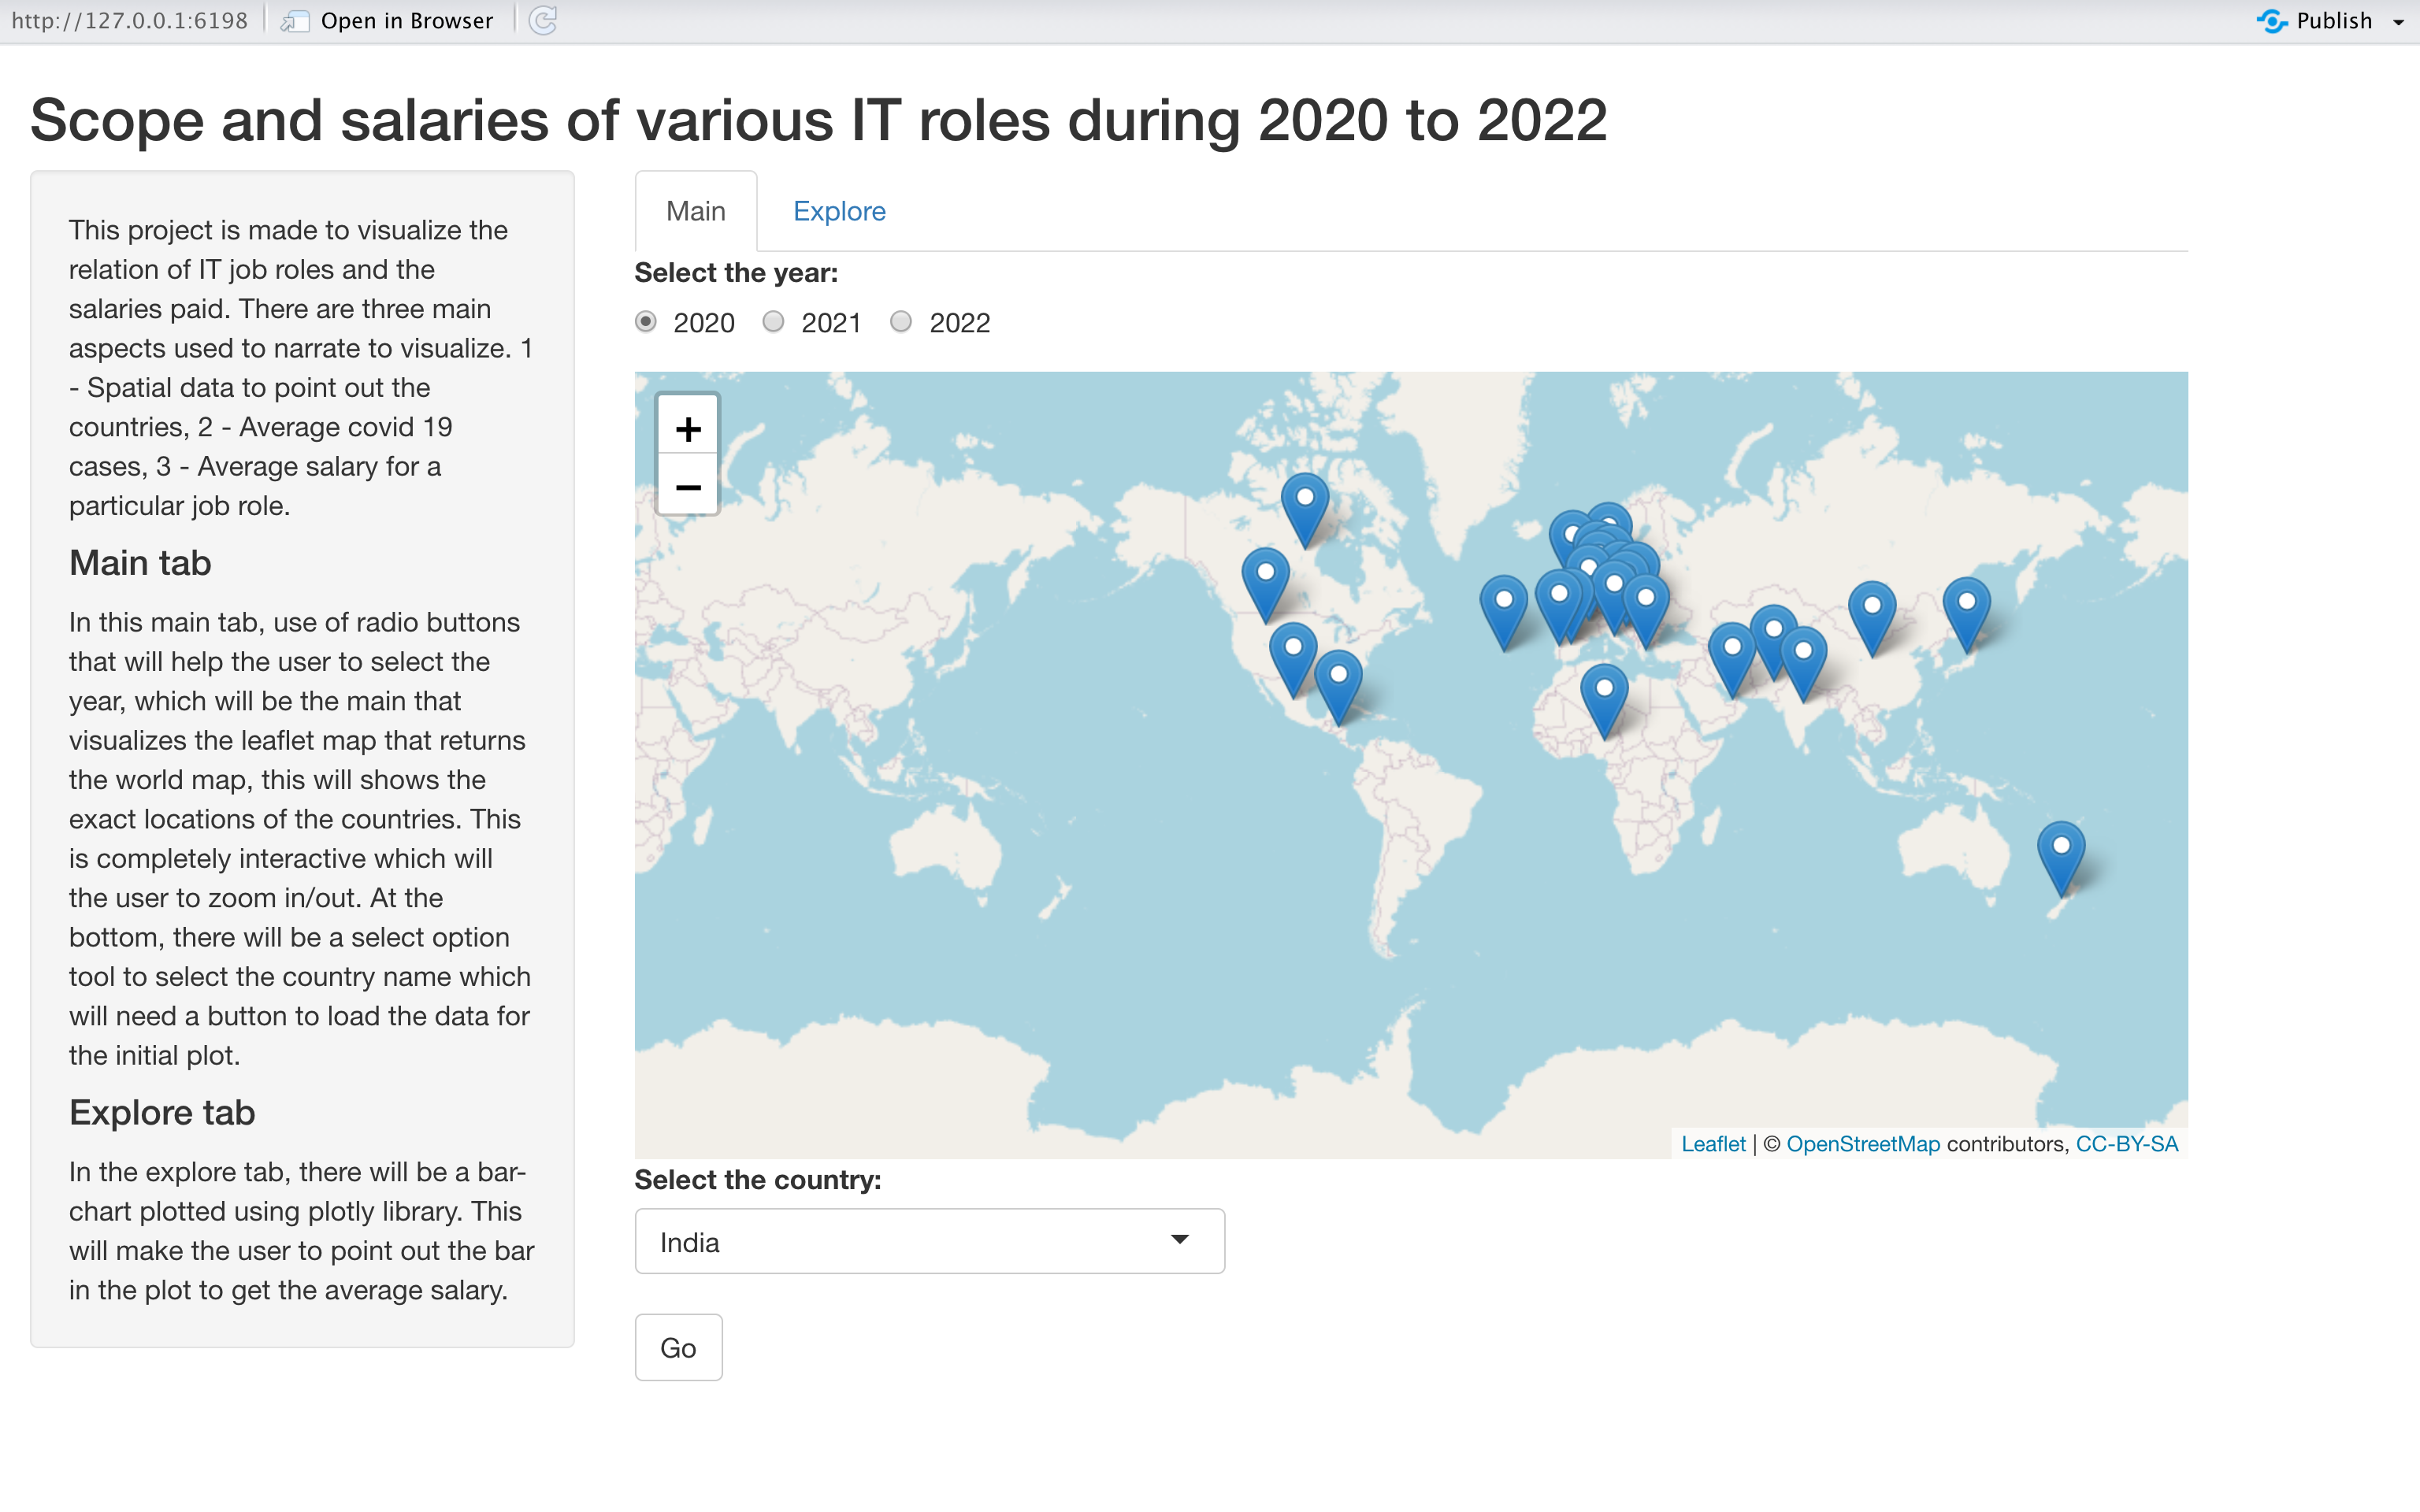 http://127.0.0.1:6198 Open in Browser Publish
Scope and salaries of various IT roles during 2020 to 2022
This project is made to visualize the
relation of IT job roles and the
salaries paid. There are three main
aspects used to narrate to visualize. 1
- Spatial data to point out the
countries, 2 - Average covid 19
cases, 3 - Average salary for a
particular job role.
Main tab
In this main tab, use of radio buttons
that will help the user to select the
year, which will be the main that
visualizes the leaflet map that returns
the world map, this will shows the
exact locations of the countries. This
is completely interactive which will
the user to zoom in/out. At the
bottom, there will be a select option
tool to select the country name which
will need a button to load the data for
the initial plot.
Explore tab
In the explore tab, there will be a bar-
chart plotted using plotly library. This
will make the user to point out the bar
in the plot to get the average salary.
Main Explore
Select the year:
2020 2021 2022
+
−
Leaflet | © OpenStreetMap contributors, CC-BY-SA
Select the country:
India
Go